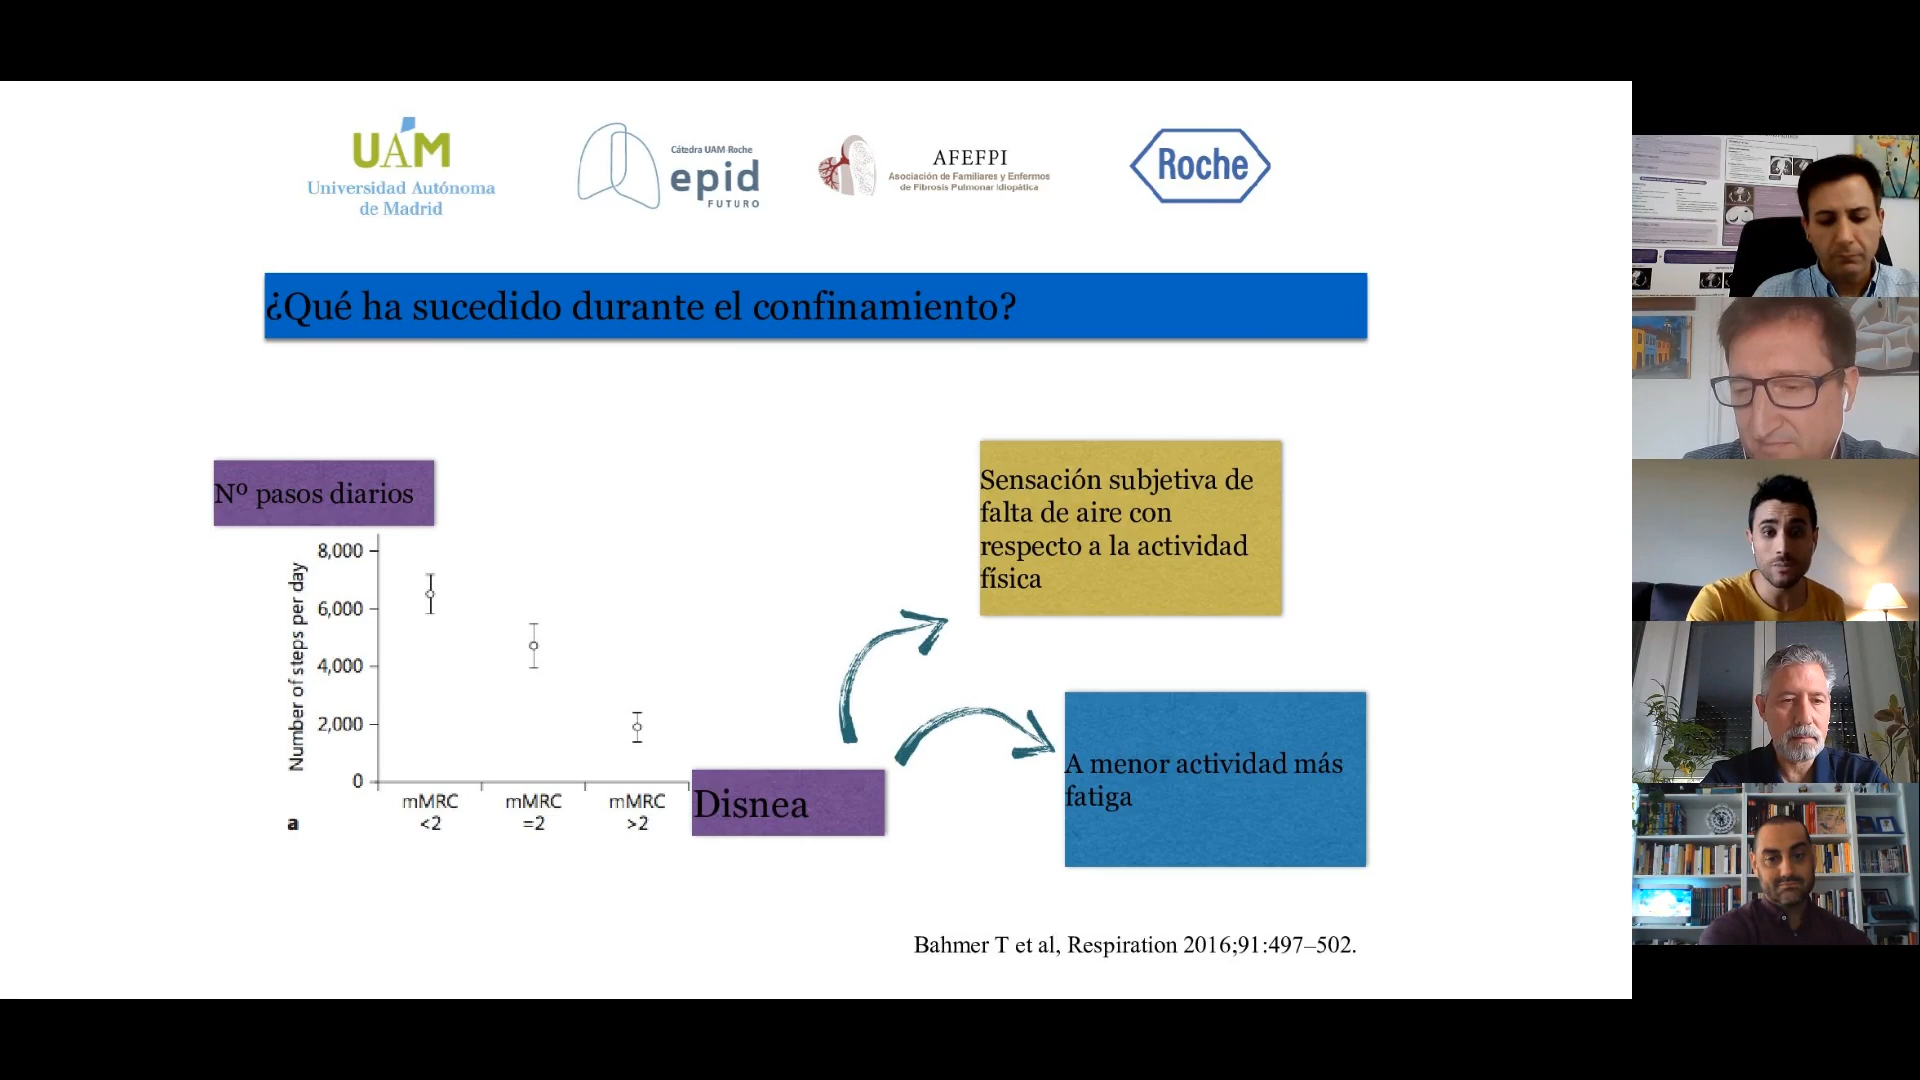 UAM
Universidad Autónoma
de Madrid
Cátedra UAM-Roche
epid
FUTURO
AFEFPI
Asociación de Familiares y Enfermos
de Fibrosis Pulmonar Idiopática
Roche
¿Qué ha sucedido durante el confinamiento?
Nº pasos diarios
Number of steps per day
8,000
6,000
4,000
2,000
0
mMRC
<2
mMRC
=2
mMRC
>2
a
Disnea
Sensación subjetiva de
falta de aire con
respecto a la actividad
física
A menor actividad más
fatiga
Bahmer T et al, Respiration 2016;91:497–502.